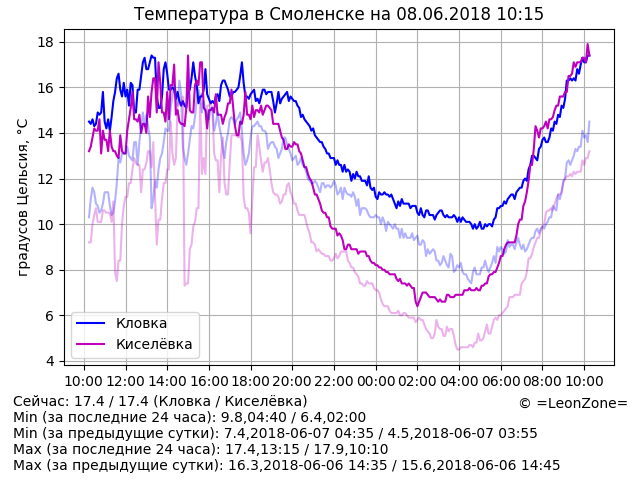 Температура в Смоленске на 08.06.2018 10:15
18
16
14
12
10
8
6
4
градусов Цельсия, °C
Кловка
Киселёвка
10:00 12:00 14:00 16:00 18:00 20:00 22:00 00:00 02:00 04:00 06:00 08:00 10:00
Сейчас: 17.4 / 17.4 (Кловка / Киселёвка)
© =LeonZone=
Min (за последние 24 часа): 9.8,04:40 / 6.4,02:00
Min (за предыдущие сутки): 7.4,2018-06-07 04:35 / 4.5,2018-06-07 03:55
Max (за последние 24 часа): 17.4,13:15 / 17.9,10:10
Max (за предыдущие сутки): 16.3,2018-06-06 14:35 / 15.6,2018-06-06 14:45